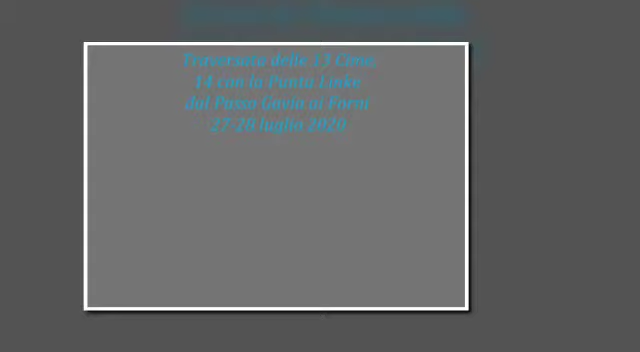 Traversata delle 13 Cime
14 con la Punta Linke
dal Passo Gavia ai Forni
27-28 luglio 2020